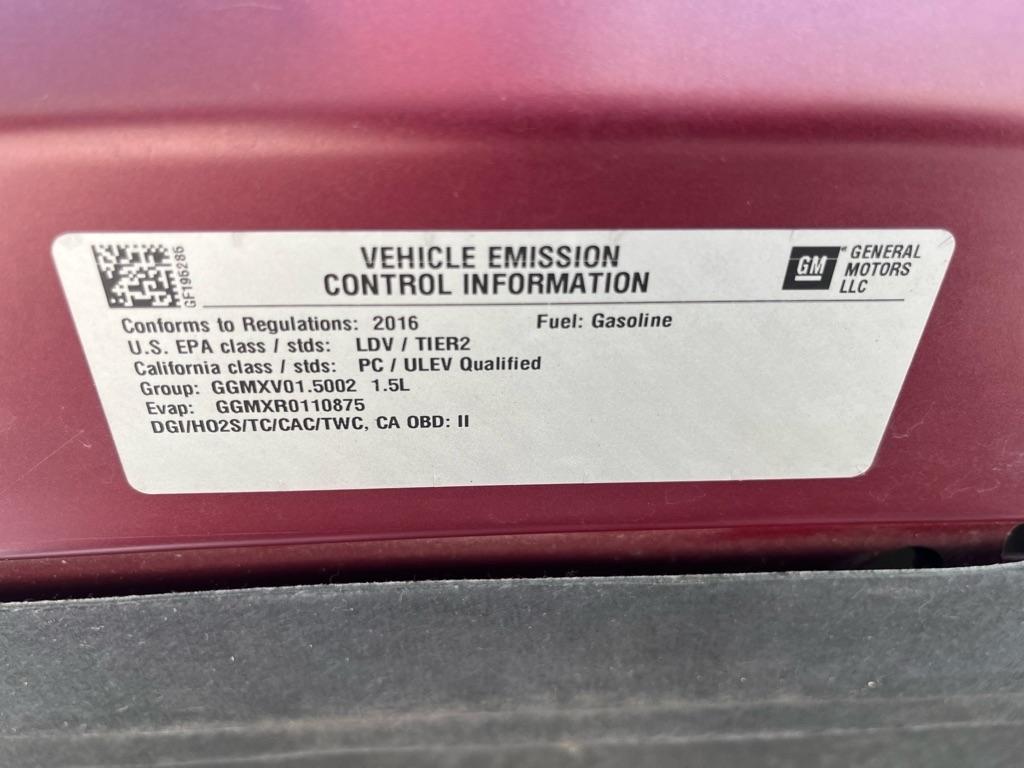 GF196286
VEHICLE EMISSION
CONTROL INFORMATION
GM
GENERAL
MOTORS
LLC
Conforms to Regulations: 2016 Fuel: Gasoline
U.S. EPA class / stds: LDV / TIER2
California class / stds: PC / ULEV Qualified
Group: GGMXV01.5002 1.5L
Evap: GGMXR0110875
DGI/HO2S/TC/CAC/TWC, CA OBD: II